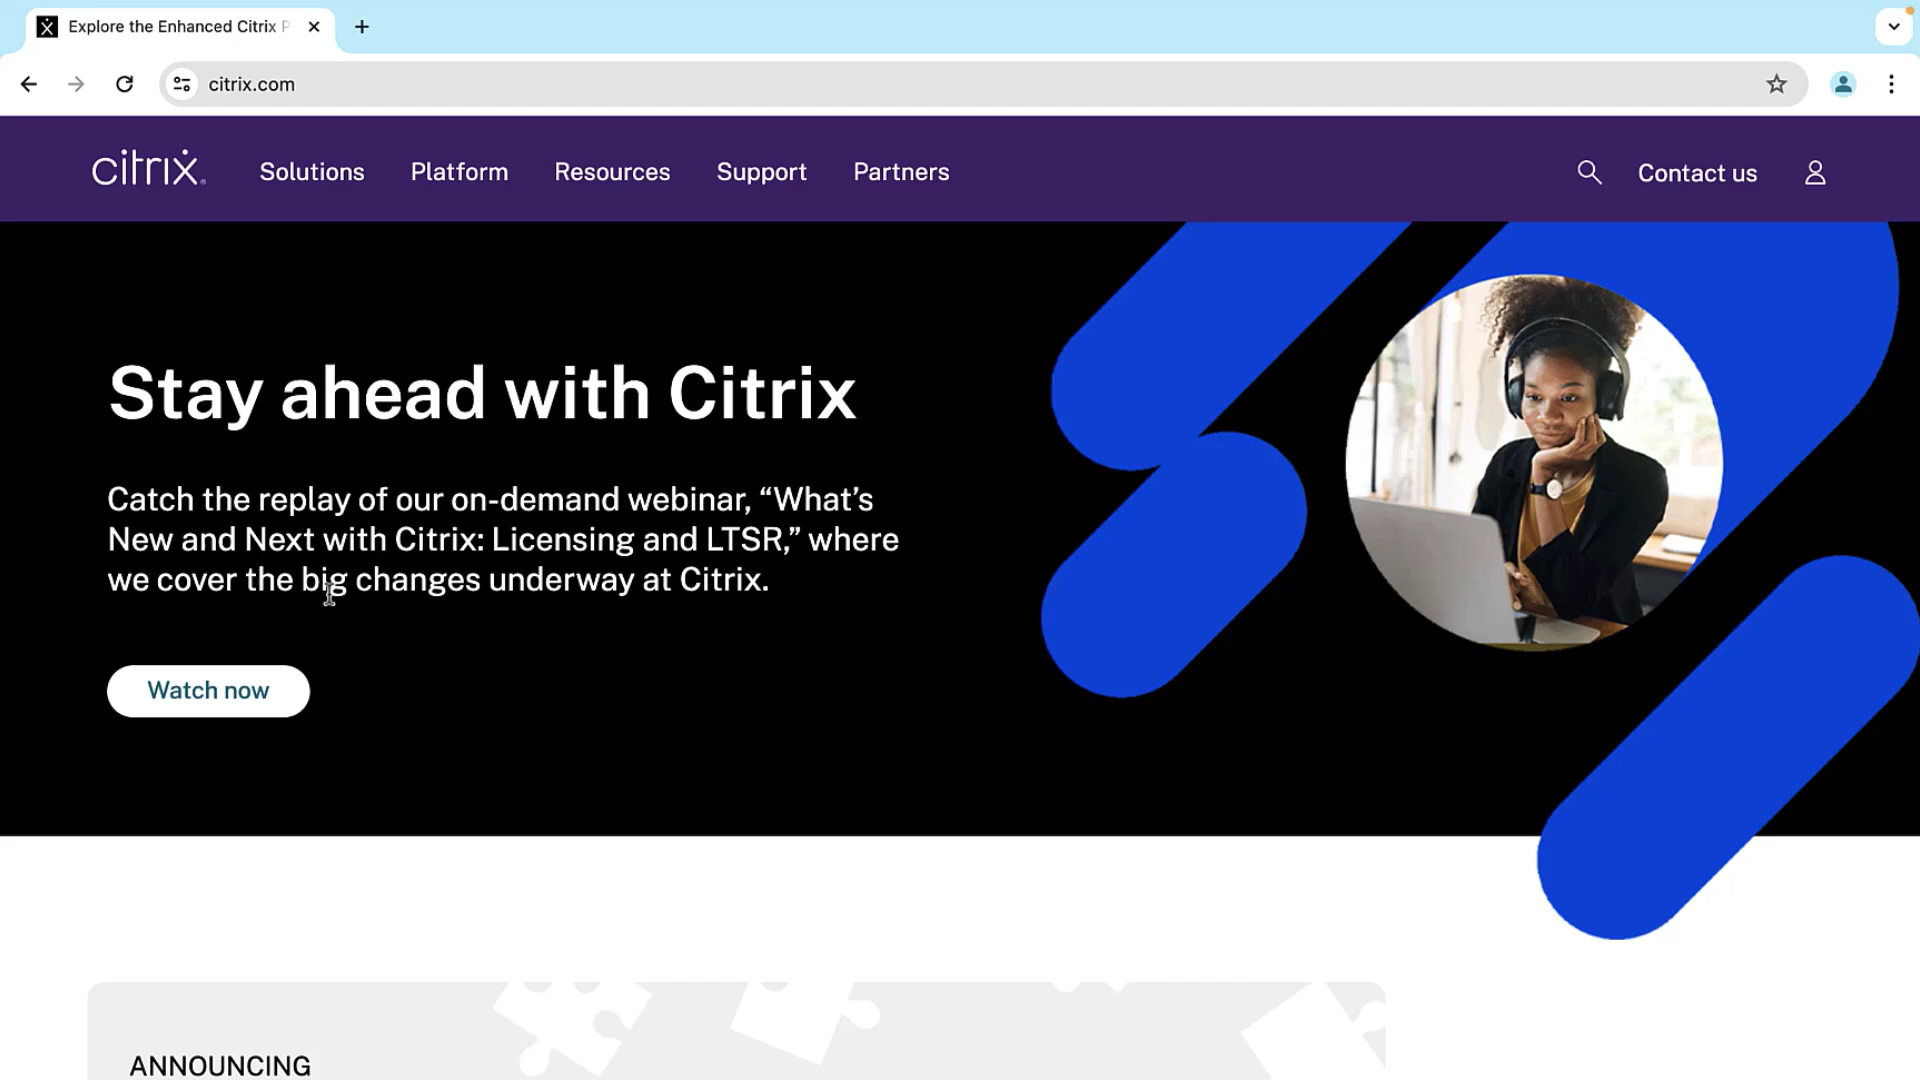 Explore the Enhanced Citrix P
citrix.com
citrix
Solutions
Platform
Resources
Support
Partners
Contact us
Stay ahead with Citrix
Catch the replay of our on-demand webinar, “What’s
New and Next with Citrix: Licensing and LTSR,” where
we cover the big changes underway at Citrix.
Watch now
ANNOUNCING